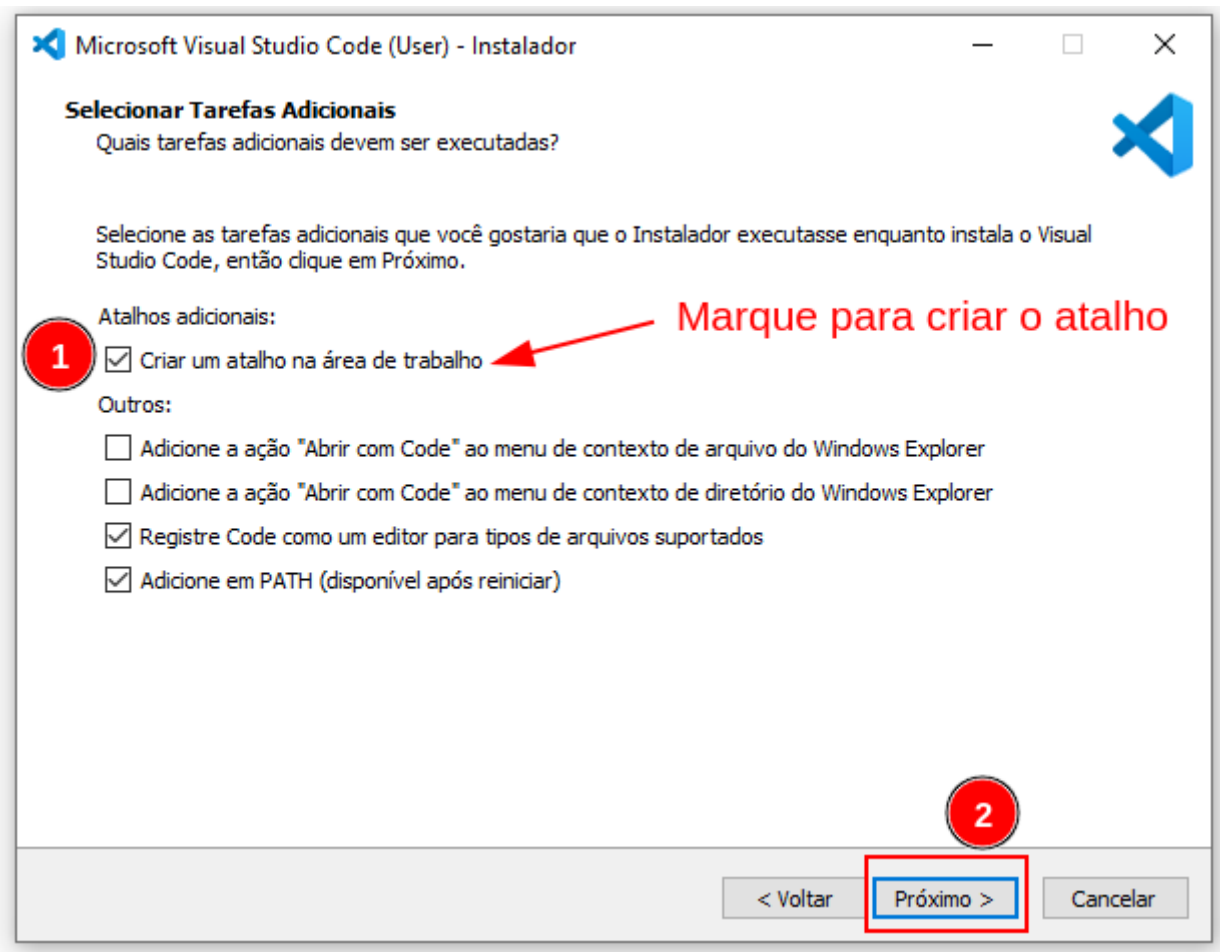 Microsoft Visual Studio Code (User) - Instalador
Selecionar Tarefas Adicionais
Quais tarefas adicionais devem ser executadas?
Selecione as tarefas adicionais que você gostaria que o Instalador executasse enquanto instala o Visual
Studio Code, então clique em Próximo.
Atalhos adicionais:
Marque para criar o atalho
1
Criar um atalho na área de trabalho
Outros:
Adicione a ação "Abrir com Code" ao menu de contexto de arquivo do Windows Explorer
Adicione a ação "Abrir com Code" ao menu de contexto de diretório do Windows Explorer
Registre Code como um editor para tipos de arquivos suportados
Adicione em PATH (disponível após reiniciar)
2
< Voltar
Próximo >
Cancelar